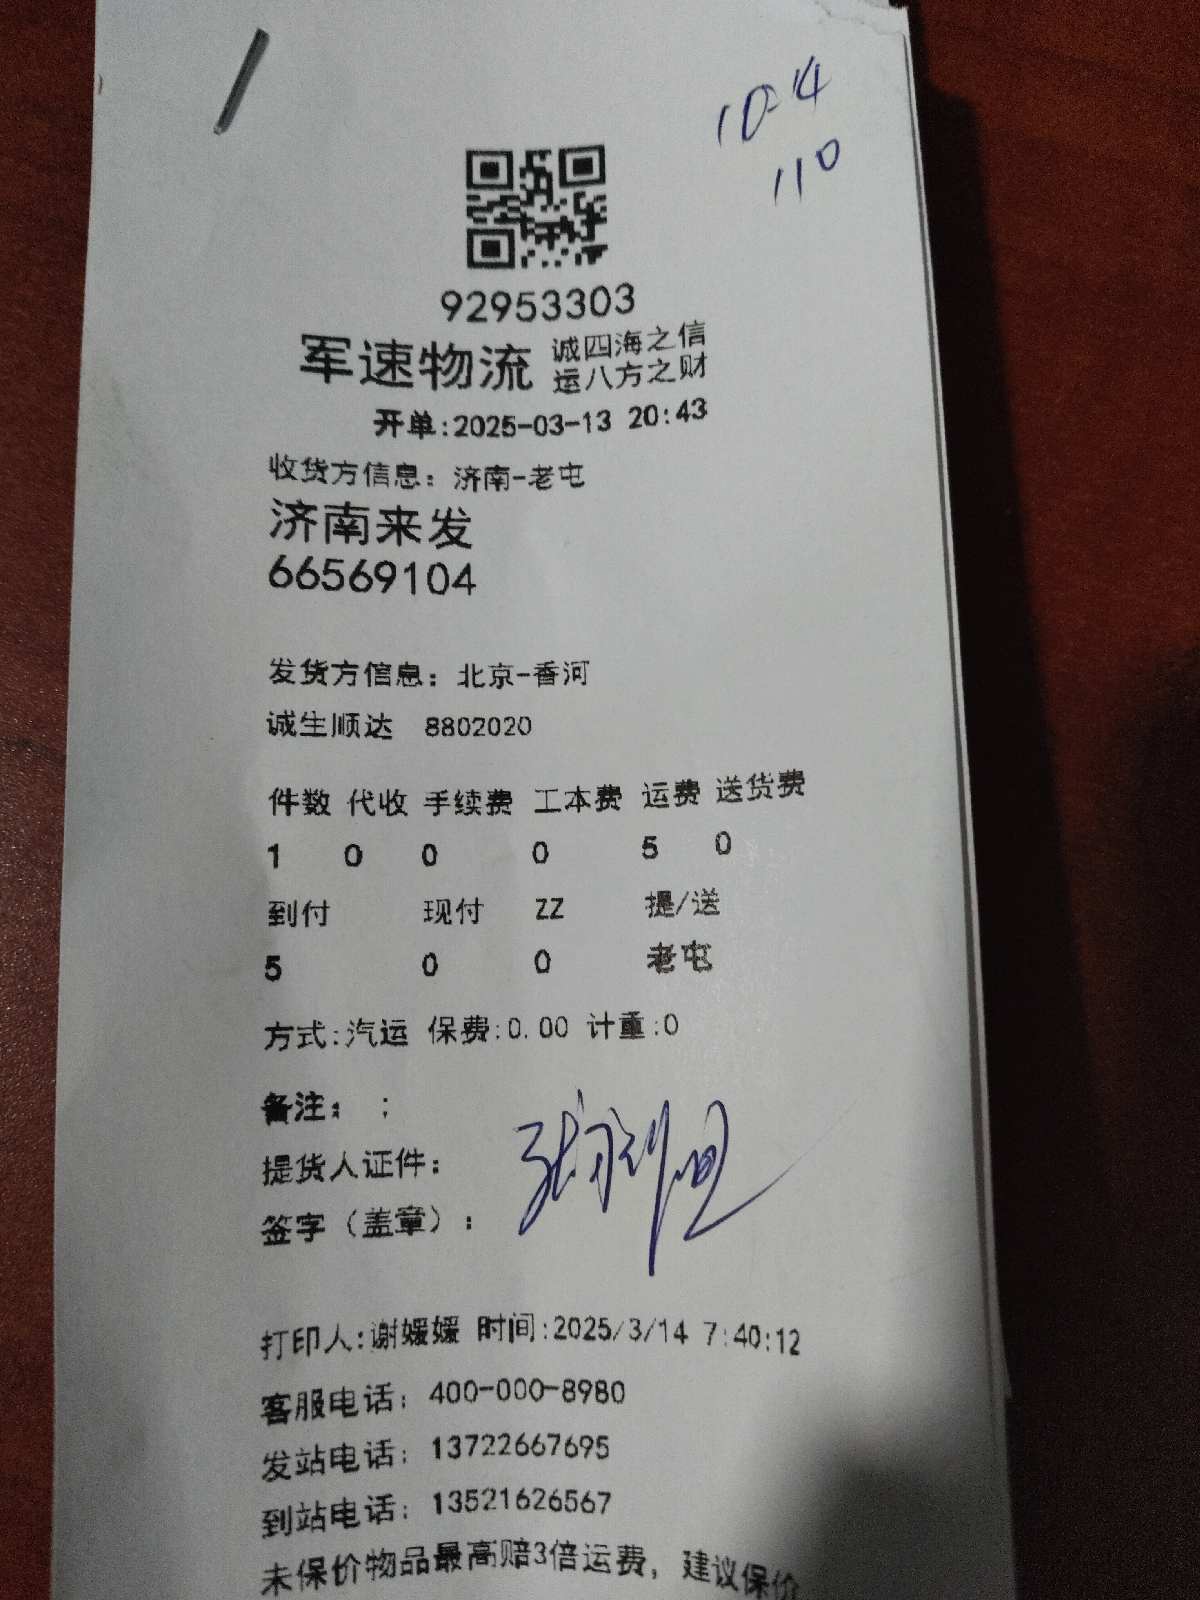 10-4
110
92953303
军速物流 诚四海之信
运八方之财
开单:2025-03-13 20:43
收货方信息：济南-老屯
济南来发
66569104
发货方信息：北京-香河
诚生顺达 8802020
件数 代收 手续费 工本费 运费 送货费
1 0 0 0 5 0
到付 现付 ZZ 提/送
5 0 0 老屯
方式:汽运 保费:0.00 计重:0
备注： ;
提货人证件：
签字（盖章）：
打印人:谢媛媛 时间:2025/3/14 7:40:12
客服电话：400-000-8980
发站电话：13722667695
到站电话：13521626567
未保价物品最高赔3倍运费，建议保价